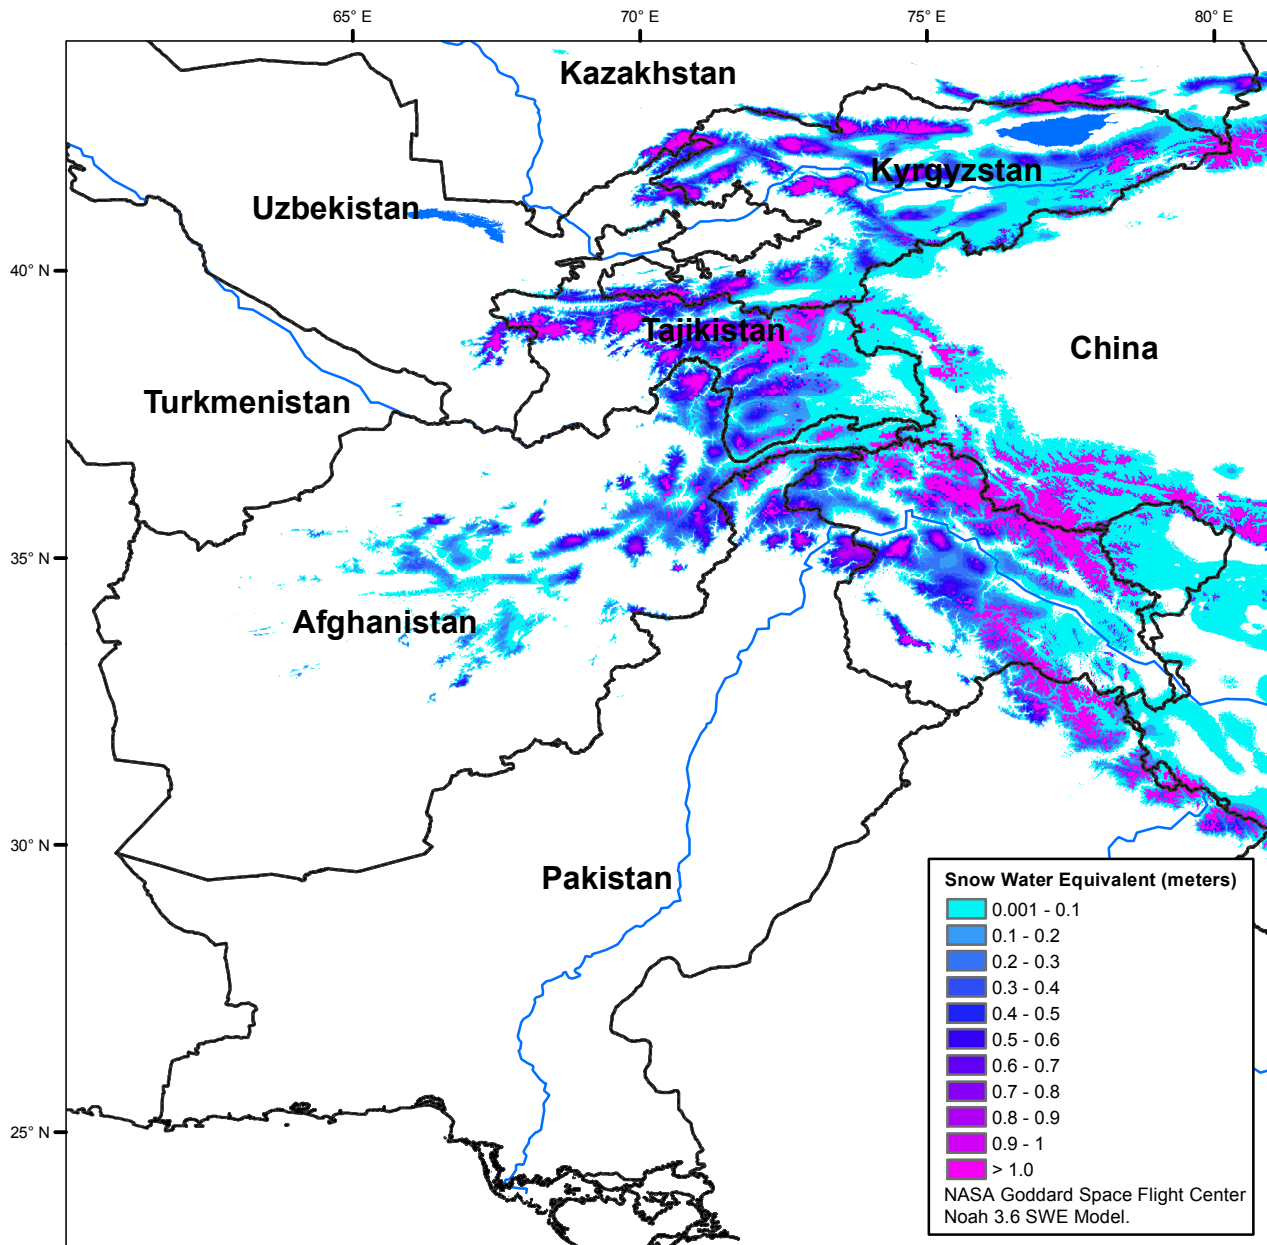 65° E
70° E
75° E
80° E
Kazakhstan
Kyrgyzstan
Uzbekistan
40° N
Tajikistan
China
Turkmenistan
35° N
Afghanistan
30° N
Pakistan
25° N
Snow Water Equivalent (meters)
0.001 - 0.1
0.1 - 0.2
0.2 - 0.3
0.3 - 0.4
0.4 - 0.5
0.5 - 0.6
0.6 - 0.7
0.7 - 0.8
0.8 - 0.9
0.9 - 1
> 1.0
NASA Goddard Space Flight Center
Noah 3.6 SWE Model.